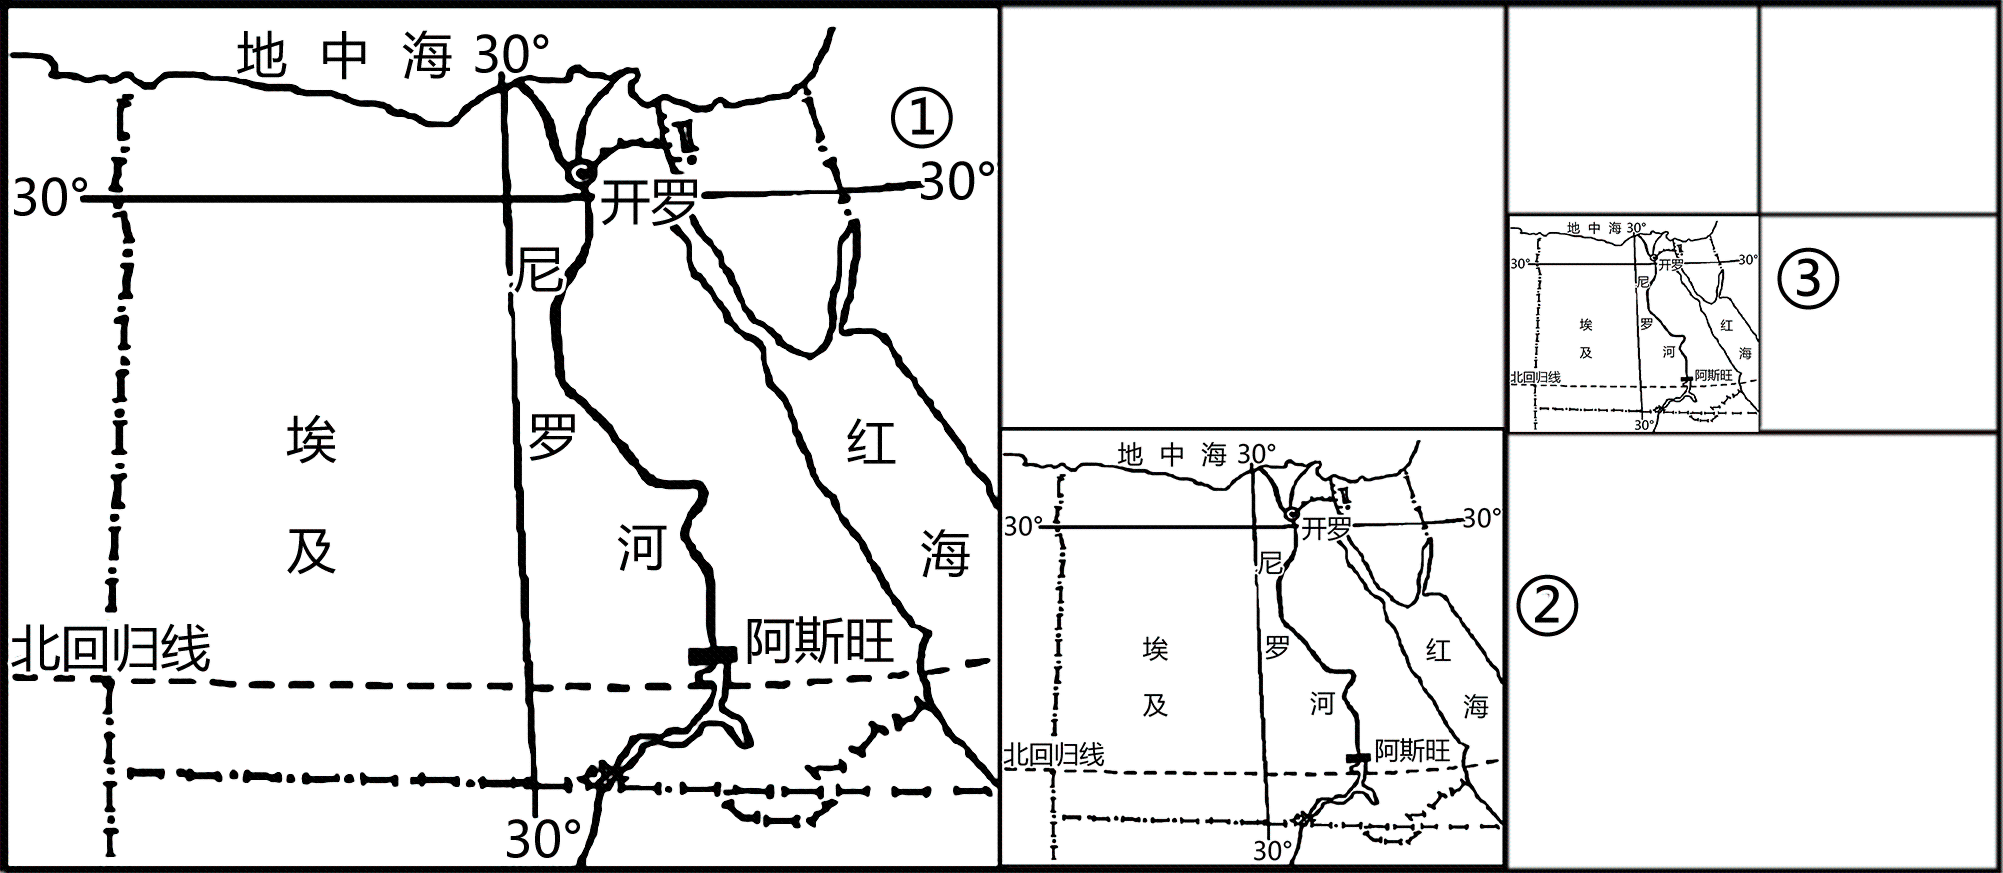 地 中 海 30°
①
30° 开罗 30°
尼
罗
河
埃
及
红
海
北回归线
阿斯旺
30°
地 中 海 30°
30° 开罗 30°
尼
罗
河
埃
及
红
海
北回归线
阿斯旺
30°
②
地 中 海 30°
30° 开罗 30°
尼
罗
河
埃
及
红
海
北回归线
阿斯旺
30°
③